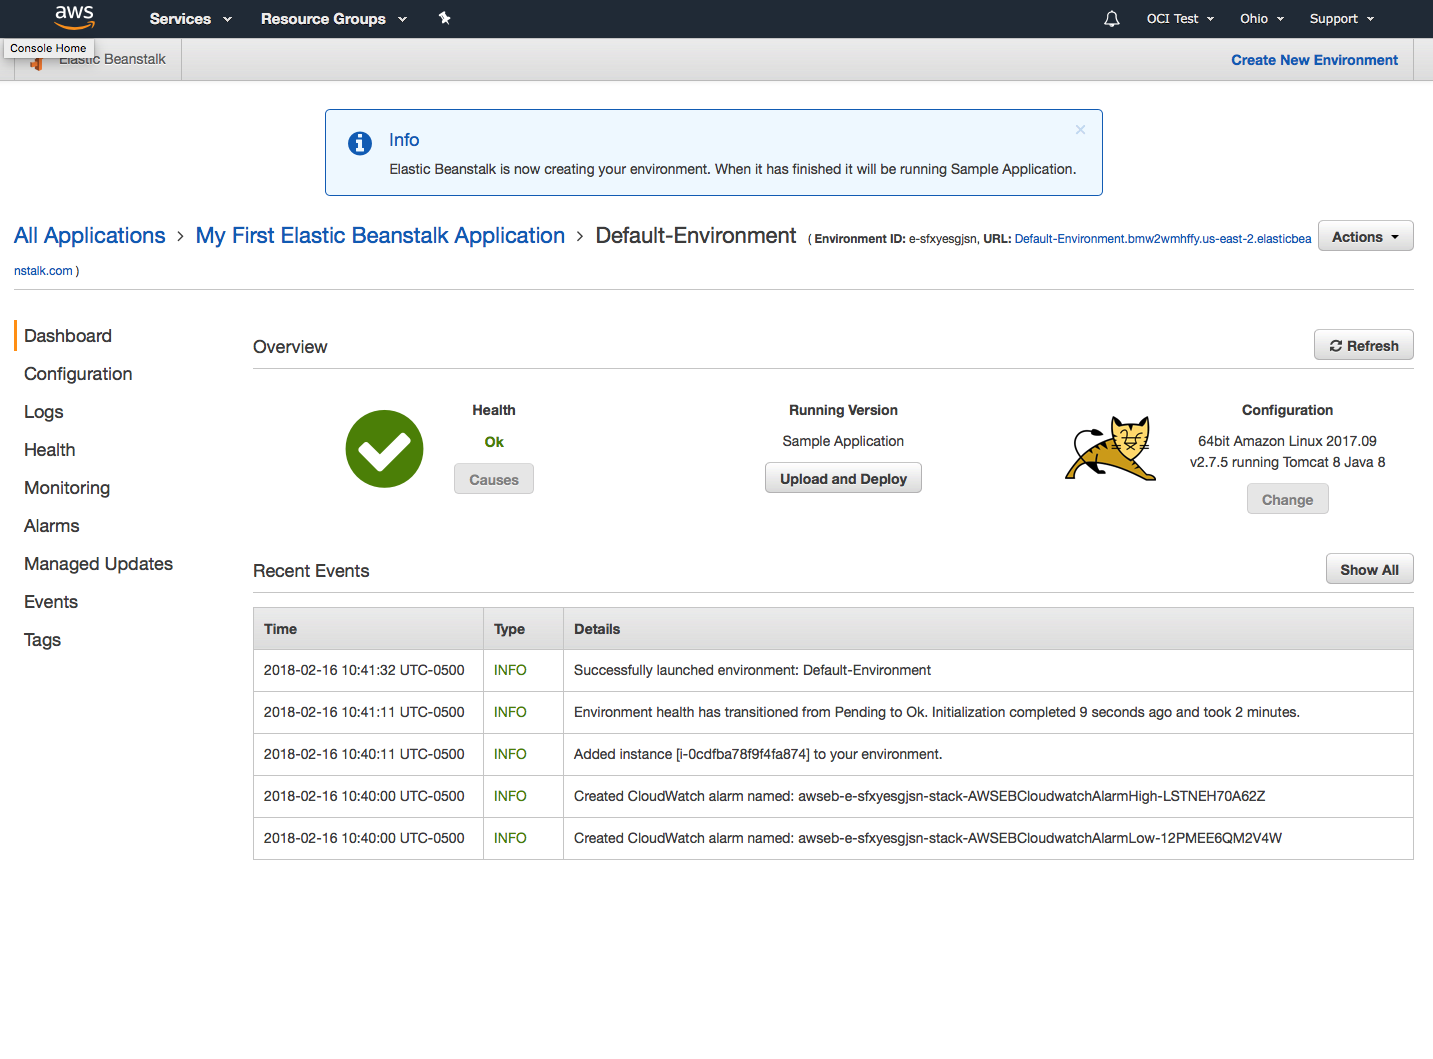 aws Services Resource Groups OCI Test Ohio Support
Console Home
Elastic Beanstalk Create New Environment
Info
Elastic Beanstalk is now creating your environment. When it has finished it will be running Sample Application.
All Applications > My First Elastic Beanstalk Application > Default-Environment ( Environment ID: e-sfxyesgjsn, URL: Default-Environment.bmw2wmhffy.us-east-2.elasticbea
nstalk.com )
Actions
Dashboard
Configuration
Logs
Health
Monitoring
Alarms
Managed Updates
Events
Tags
Overview
Refresh
Health
Ok
Causes
Running Version
Sample Application
Upload and Deploy
Configuration
64bit Amazon Linux 2017.09
v2.7.5 running Tomcat 8 Java 8
Change
Recent Events
Show All
Time Type Details
2018-02-16 10:41:32 UTC-0500 INFO Successfully launched environment: Default-Environment
2018-02-16 10:41:11 UTC-0500 INFO Environment health has transitioned from Pending to Ok. Initialization completed 9 seconds ago and took 2 minutes.
2018-02-16 10:40:11 UTC-0500 INFO Added instance [i-0cdfba78f9f4fa874] to your environment.
2018-02-16 10:40:00 UTC-0500 INFO Created CloudWatch alarm named: awseb-e-sfxyesgjsn-stack-AWSEBCloudwatchAlarmHigh-LSTNEH70A62Z
2018-02-16 10:40:00 UTC-0500 INFO Created CloudWatch alarm named: awseb-e-sfxyesgjsn-stack-AWSEBCloudwatchAlarmLow-12PMEE6QM2V4W